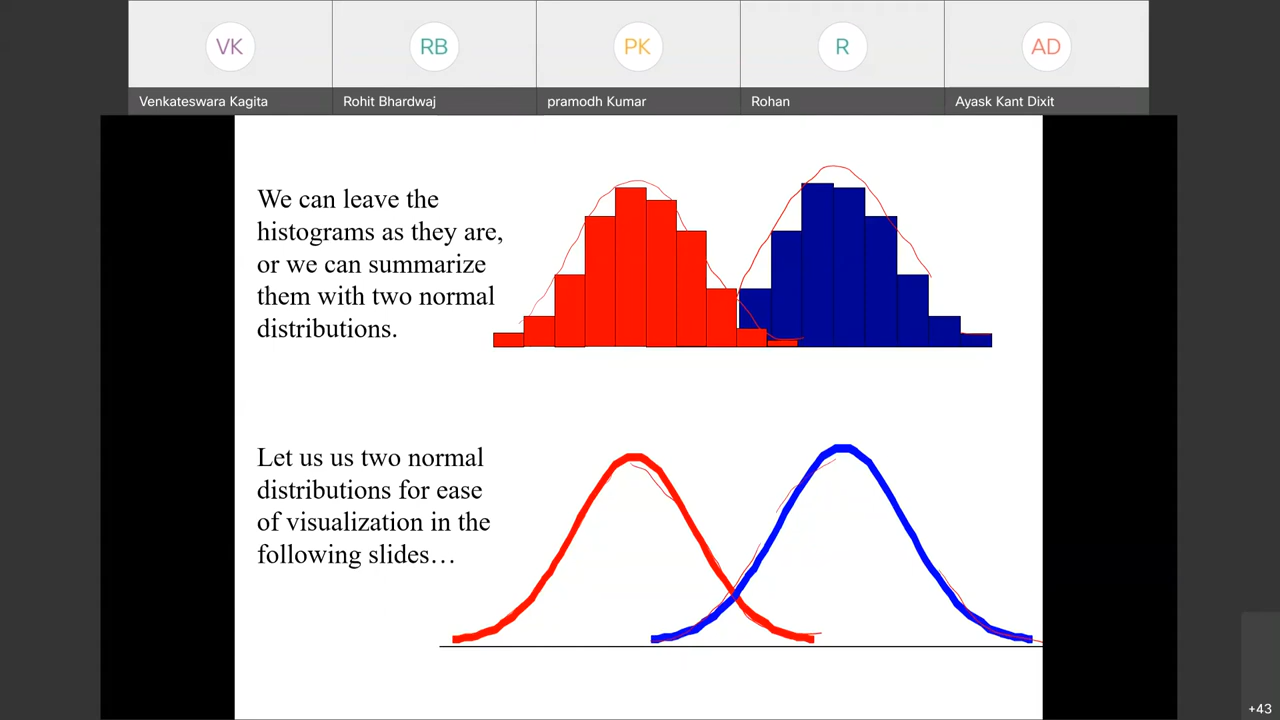 VK
RB
PK
R
AD
Venkateswara Kagita
Rohit Bhardwaj
pramodh Kumar
Rohan
Ayask Kant Dixit
We can leave the
histograms as they are,
or we can summarize
them with two normal
distributions.
Let us us two normal
distributions for ease
of visualization in the
following slides…
+43